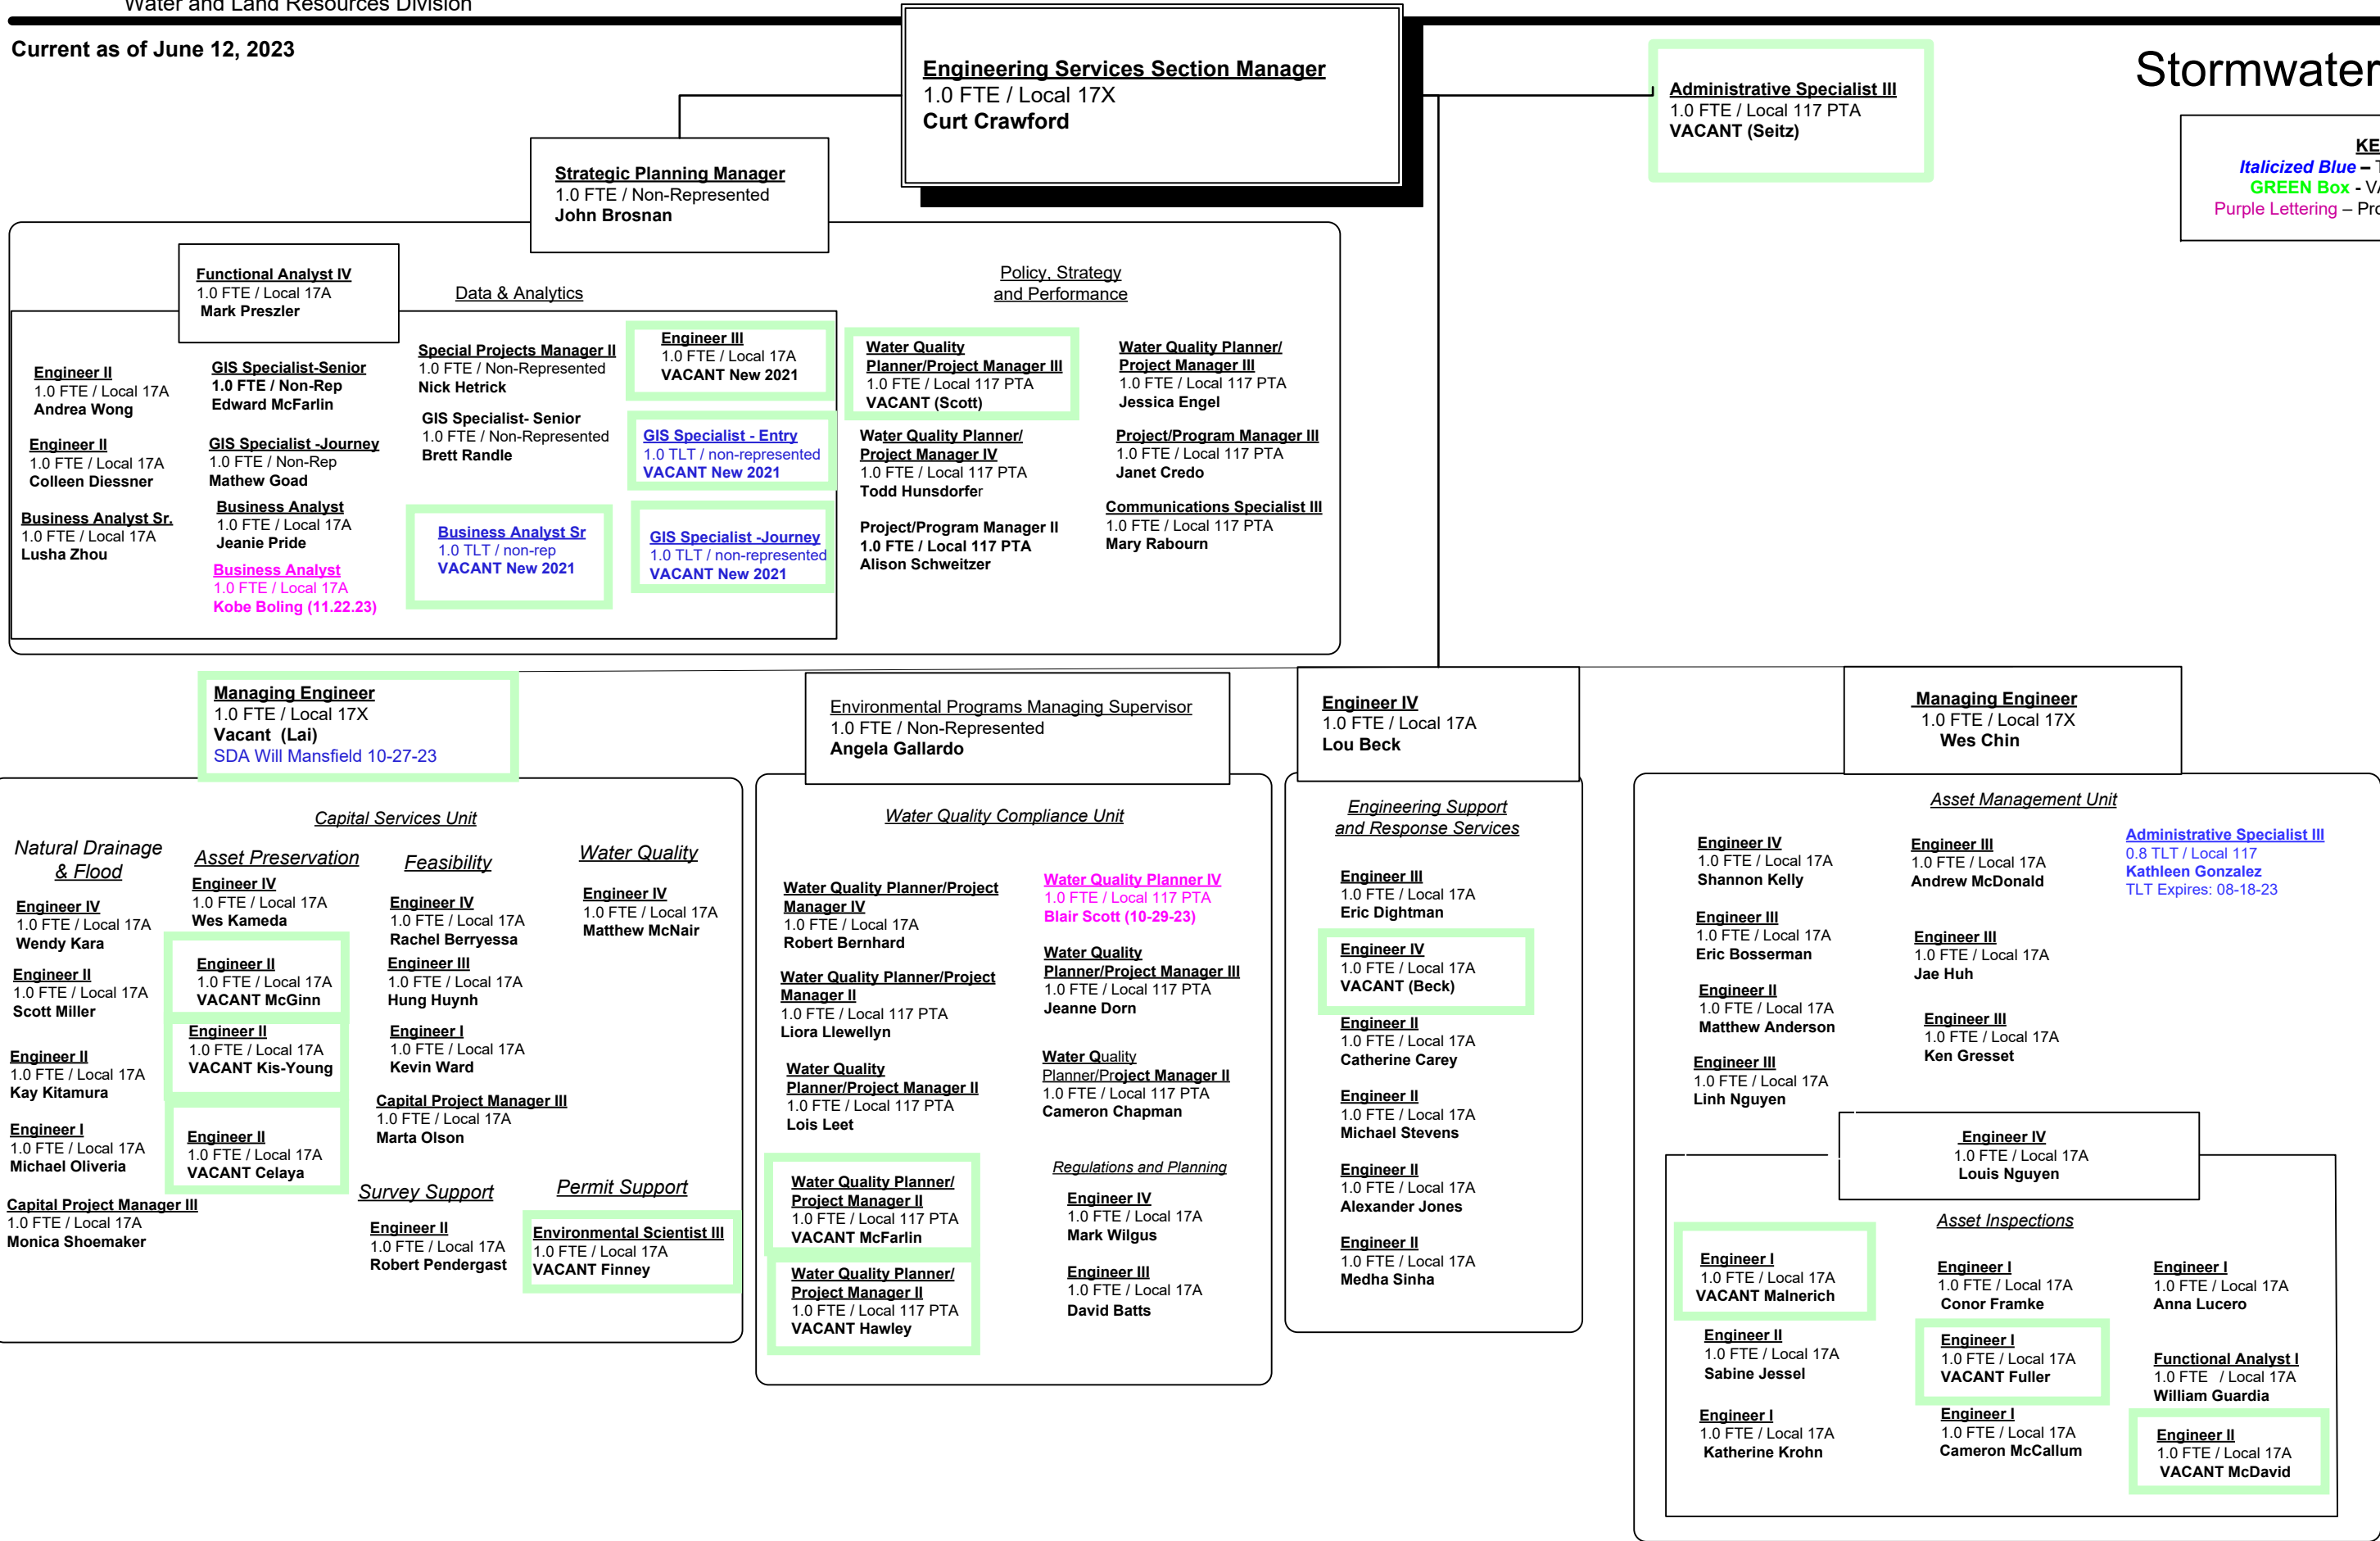 Water and Land Resources Division
Current as of June 12, 2023
Engineering Services Section Manager
1.0 FTE / Local 17X
Curt Crawford
Administrative Specialist III
1.0 FTE / Local 117 PTA
VACANT (Seitz)
Stormwater
KE
Italicized Blue – T
GREEN Box - VA
Purple Lettering – Pro
Strategic Planning Manager
1.0 FTE / Non-Represented
John Brosnan
Functional Analyst IV
1.0 FTE / Local 17A
Mark Preszler
Data & Analytics
Engineer II
1.0 FTE / Local 17A
Andrea Wong
Engineer II
1.0 FTE / Local 17A
Colleen Diessner
Business Analyst Sr.
1.0 FTE / Local 17A
Lusha Zhou
GIS Specialist-Senior
1.0 FTE / Non-Rep
Edward McFarlin
GIS Specialist -Journey
1.0 FTE / Non-Rep
Mathew Goad
Business Analyst
1.0 FTE / Local 17A
Jeanie Pride
Business Analyst
1.0 FTE / Local 17A
Kobe Boling (11.22.23)
Special Projects Manager II
1.0 FTE / Non-Represented
Nick Hetrick
GIS Specialist- Senior
1.0 FTE / Non-Represented
Brett Randle
Business Analyst Sr
1.0 TLT / non-rep
VACANT New 2021
Engineer III
1.0 FTE / Local 17A
VACANT New 2021
GIS Specialist - Entry
1.0 TLT / non-represented
VACANT New 2021
GIS Specialist -Journey
1.0 TLT / non-represented
VACANT New 2021
Policy, Strategy
and Performance
Water Quality
Planner/Project Manager III
1.0 FTE / Local 117 PTA
VACANT (Scott)
Water Quality Planner/
Project Manager IV
1.0 FTE / Local 117 PTA
Todd Hunsdorfer
Project/Program Manager II
1.0 FTE / Local 117 PTA
Alison Schweitzer
Water Quality Planner/
Project Manager III
1.0 FTE / Local 117 PTA
Jessica Engel
Project/Program Manager III
1.0 FTE / Local 117 PTA
Janet Credo
Communications Specialist III
1.0 FTE / Local 117 PTA
Mary Rabourn
Managing Engineer
1.0 FTE / Local 17X
Vacant (Lai)
SDA Will Mansfield 10-27-23
Capital Services Unit
Natural Drainage
& Flood
Engineer IV
1.0 FTE / Local 17A
Wendy Kara
Engineer II
1.0 FTE / Local 17A
Scott Miller
Engineer II
1.0 FTE / Local 17A
Kay Kitamura
Engineer I
1.0 FTE / Local 17A
Michael Oliveria
Capital Project Manager III
1.0 FTE / Local 17A
Monica Shoemaker
Asset Preservation
Engineer IV
1.0 FTE / Local 17A
Wes Kameda
Engineer II
1.0 FTE / Local 17A
VACANT McGinn
Engineer II
1.0 FTE / Local 17A
VACANT Kis-Young
Engineer II
1.0 FTE / Local 17A
VACANT Celaya
Feasibility
Engineer IV
1.0 FTE / Local 17A
Rachel Berryessa
Engineer III
1.0 FTE / Local 17A
Hung Huynh
Engineer I
1.0 FTE / Local 17A
Kevin Ward
Capital Project Manager III
1.0 FTE / Local 17A
Marta Olson
Survey Support
Engineer II
1.0 FTE / Local 17A
Robert Pendergast
Water Quality
Engineer IV
1.0 FTE / Local 17A
Matthew McNair
Permit Support
Environmental Scientist III
1.0 FTE / Local 17A
VACANT Finney
Environmental Programs Managing Supervisor
1.0 FTE / Non-Represented
Angela Gallardo
Water Quality Compliance Unit
Water Quality Planner/Project
Manager IV
1.0 FTE / Local 17A
Robert Bernhard
Water Quality Planner/Project
Manager II
1.0 FTE / Local 117 PTA
Liora Llewellyn
Water Quality
Planner/Project Manager II
1.0 FTE / Local 117 PTA
Lois Leet
Water Quality Planner/
Project Manager II
1.0 FTE / Local 117 PTA
VACANT McFarlin
Water Quality Planner/
Project Manager II
1.0 FTE / Local 117 PTA
VACANT Hawley
Water Quality Planner IV
1.0 FTE / Local 117 PTA
Blair Scott (10-29-23)
Water Quality
Planner/Project Manager III
1.0 FTE / Local 117 PTA
Jeanne Dorn
Water Quality
Planner/Project Manager II
1.0 FTE / Local 117 PTA
Cameron Chapman
Regulations and Planning
Engineer IV
1.0 FTE / Local 17A
Mark Wilgus
Engineer III
1.0 FTE / Local 17A
David Batts
Engineer IV
1.0 FTE / Local 17A
Lou Beck
Engineering Support
and Response Services
Engineer III
1.0 FTE / Local 17A
Eric Dightman
Engineer IV
1.0 FTE / Local 17A
VACANT (Beck)
Engineer II
1.0 FTE / Local 17A
Catherine Carey
Engineer II
1.0 FTE / Local 17A
Michael Stevens
Engineer II
1.0 FTE / Local 17A
Alexander Jones
Engineer II
1.0 FTE / Local 17A
Medha Sinha
Managing Engineer
1.0 FTE / Local 17X
Wes Chin
Asset Management Unit
Engineer IV
1.0 FTE / Local 17A
Shannon Kelly
Engineer III
1.0 FTE / Local 17A
Eric Bosserman
Engineer II
1.0 FTE / Local 17A
Matthew Anderson
Engineer III
1.0 FTE / Local 17A
Linh Nguyen
Engineer III
1.0 FTE / Local 17A
Andrew McDonald
Engineer III
1.0 FTE / Local 17A
Jae Huh
Engineer III
1.0 FTE / Local 17A
Ken Gresset
Administrative Specialist III
0.8 TLT / Local 117
Kathleen Gonzalez
TLT Expires: 08-18-23
Engineer IV
1.0 FTE / Local 17A
Louis Nguyen
Asset Inspections
Engineer I
1.0 FTE / Local 17A
VACANT Malnerich
Engineer II
1.0 FTE / Local 17A
Sabine Jessel
Engineer I
1.0 FTE / Local 17A
Katherine Krohn
Engineer I
1.0 FTE / Local 17A
Conor Framke
Engineer I
1.0 FTE / Local 17A
VACANT Fuller
Engineer I
1.0 FTE / Local 17A
Cameron McCallum
Engineer I
1.0 FTE / Local 17A
Anna Lucero
Functional Analyst I
1.0 FTE / Local 17A
William Guardia
Engineer II
1.0 FTE / Local 17A
VACANT McDavid